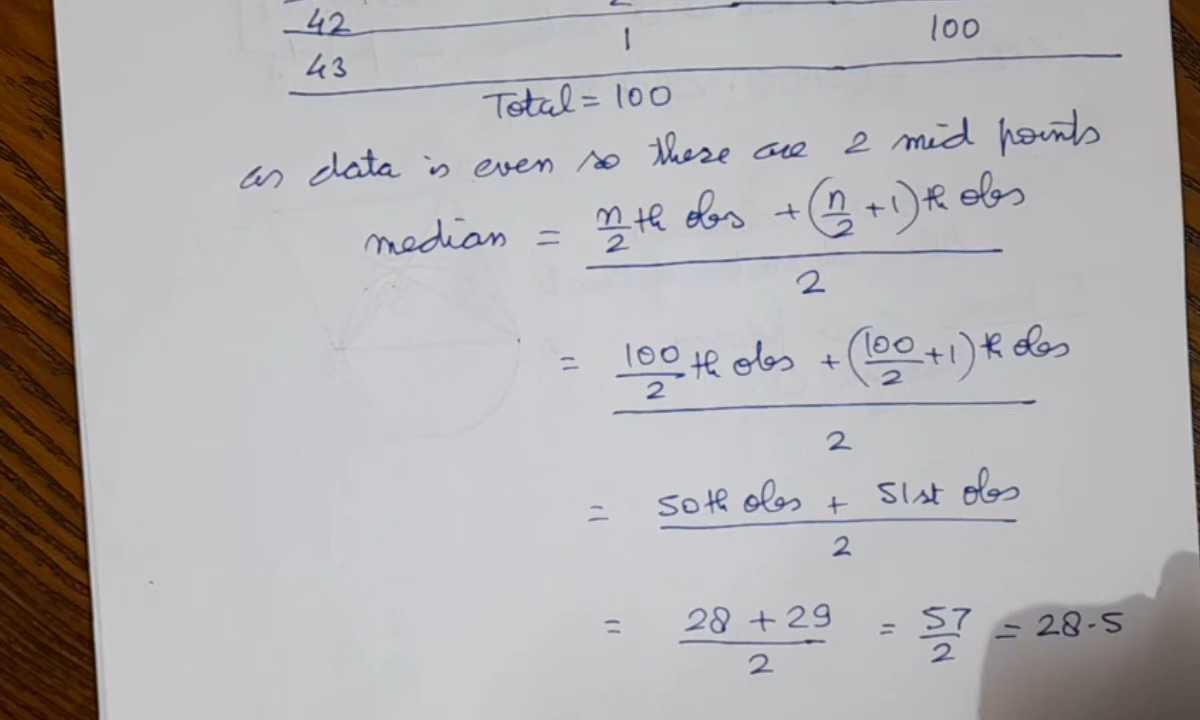 42
1 100
43
Total = 100
as data is even so there are 2 mid points
median = n/2 th obs + (n/2 + 1) th obs
2
= 100/2 th obs + (100/2 + 1) th obs
2
= 50th obs + 51st obs
2
= 28 + 29 / 2 = 57/2 = 28.5